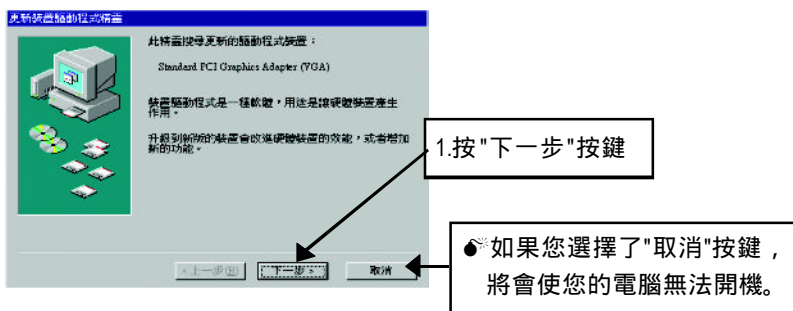 更新裝置驅動程式精靈
此精靈搜尋更新的驅動程式裝置：
Standard PCI Graphics Adapter (VGA)
裝置驅動程式是一種軟體，用途是讓硬體裝置產生
作用。
升級到新版的裝置會改進硬體裝置的效能，或者增加
新的功能。
1.按"下一步"按鍵
<上一步(B) 下一步> 取消
💣如果您選擇了"取消"按鍵，
將會使您的電腦無法開機。